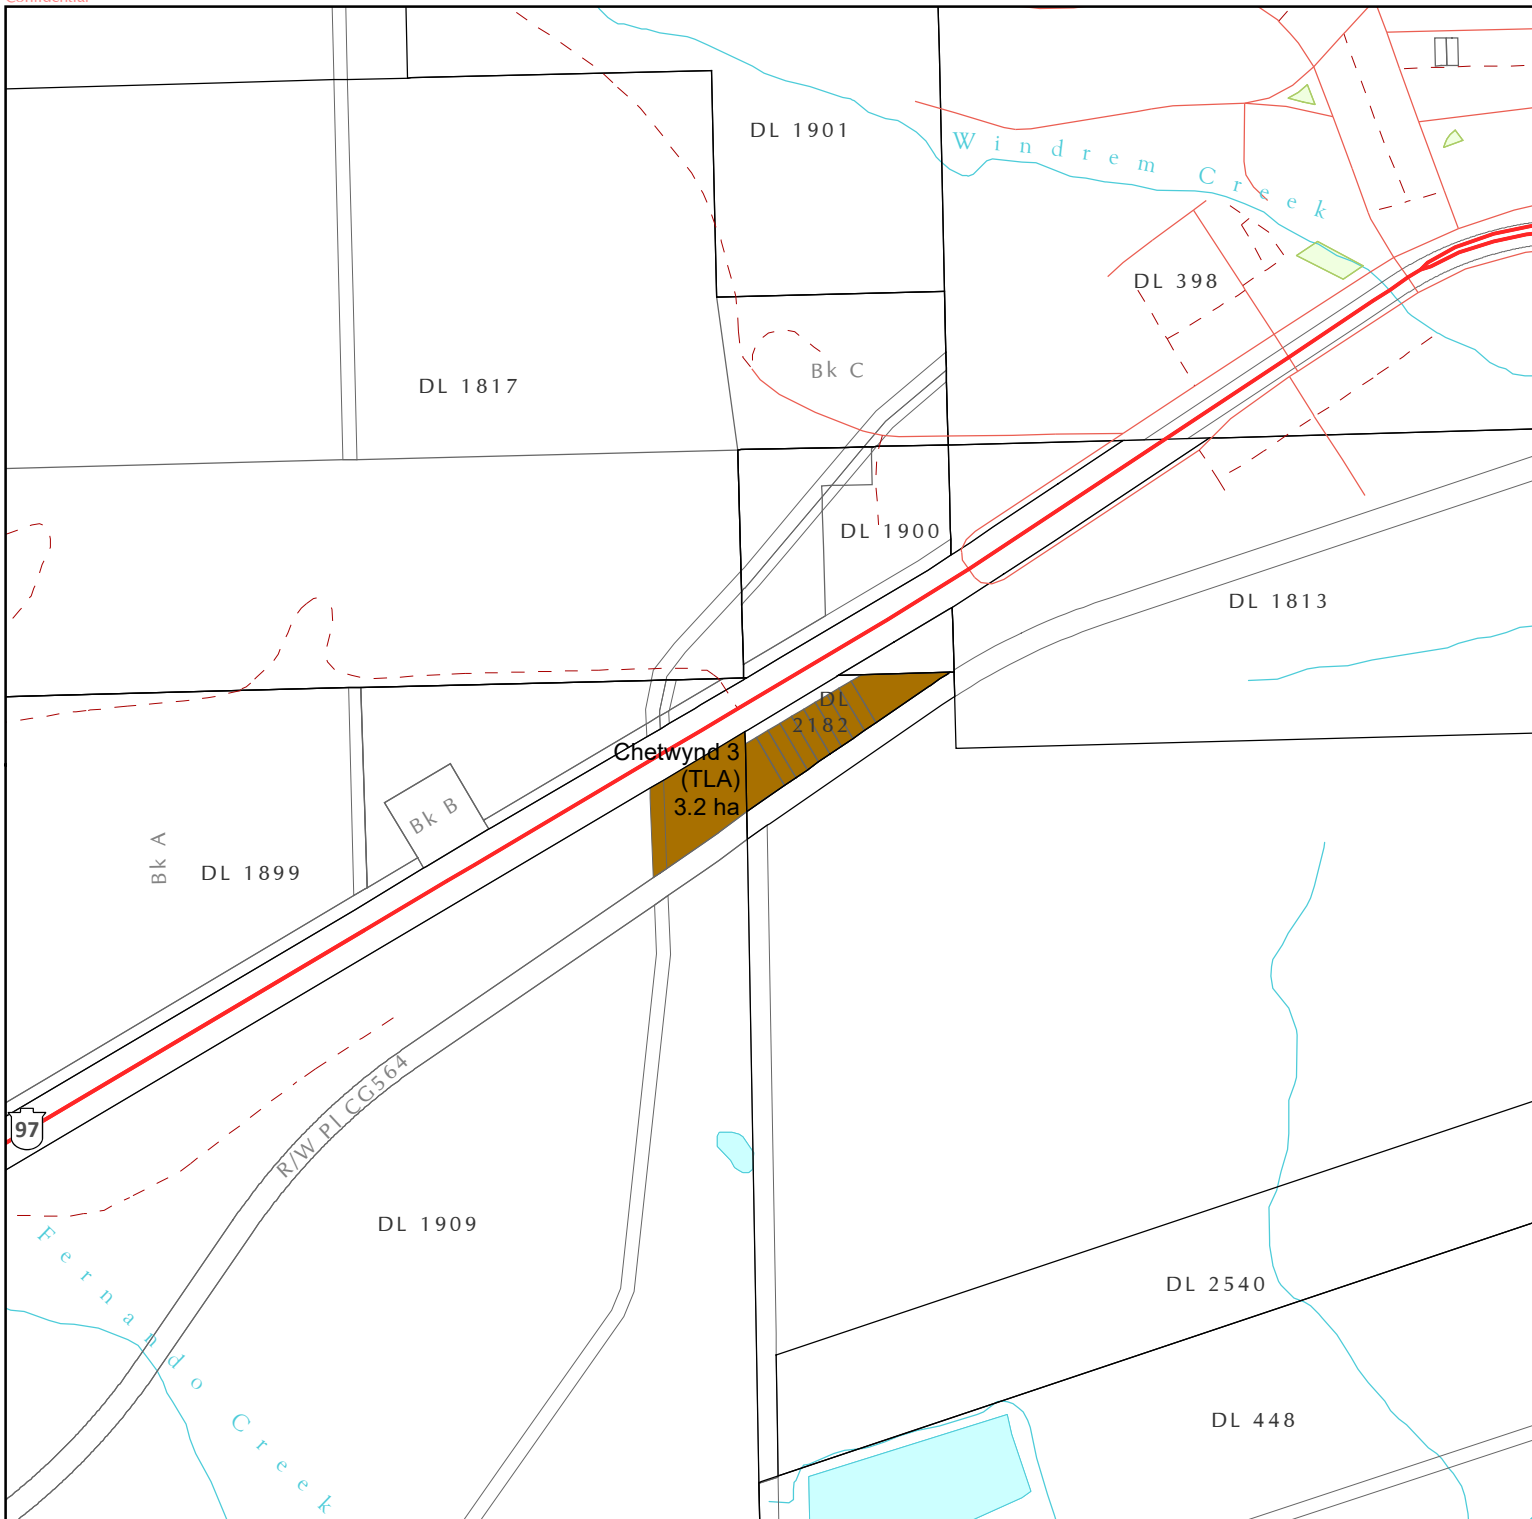 Confidential
DL 1901
Windrem Creek
DL 398
Bk C
DL 1817
DL 1900
DL 1813
DL
2182
Chetwynd 3
(TLA)
3.2 ha
Bk B
Bk A
DL 1899
R/W Pl CG564
97
DL 1909
Fernando Creek
DL 2540
DL 448